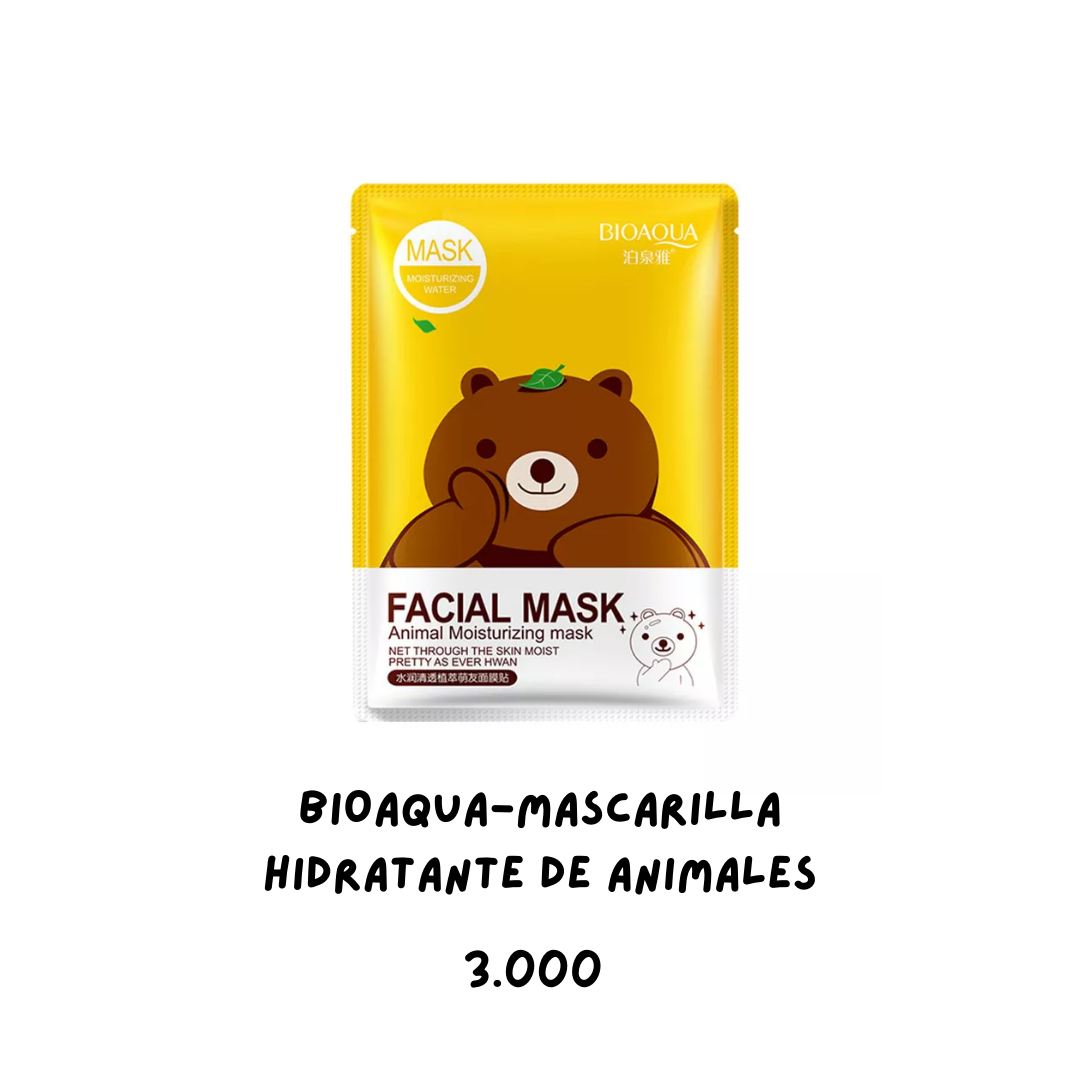 MASK
MOISTURIZING
WATER
BIOAQUA
泊泉雅
FACIAL MASK
Animal Moisturizing mask
NET THROUGH THE SKIN MOIST
PRETTY AS EVER HWAN
水润清透植萃萌友面膜贴
BIOAQUA-MASCARILLA
HIDRATANTE DE ANIMALES
3.000